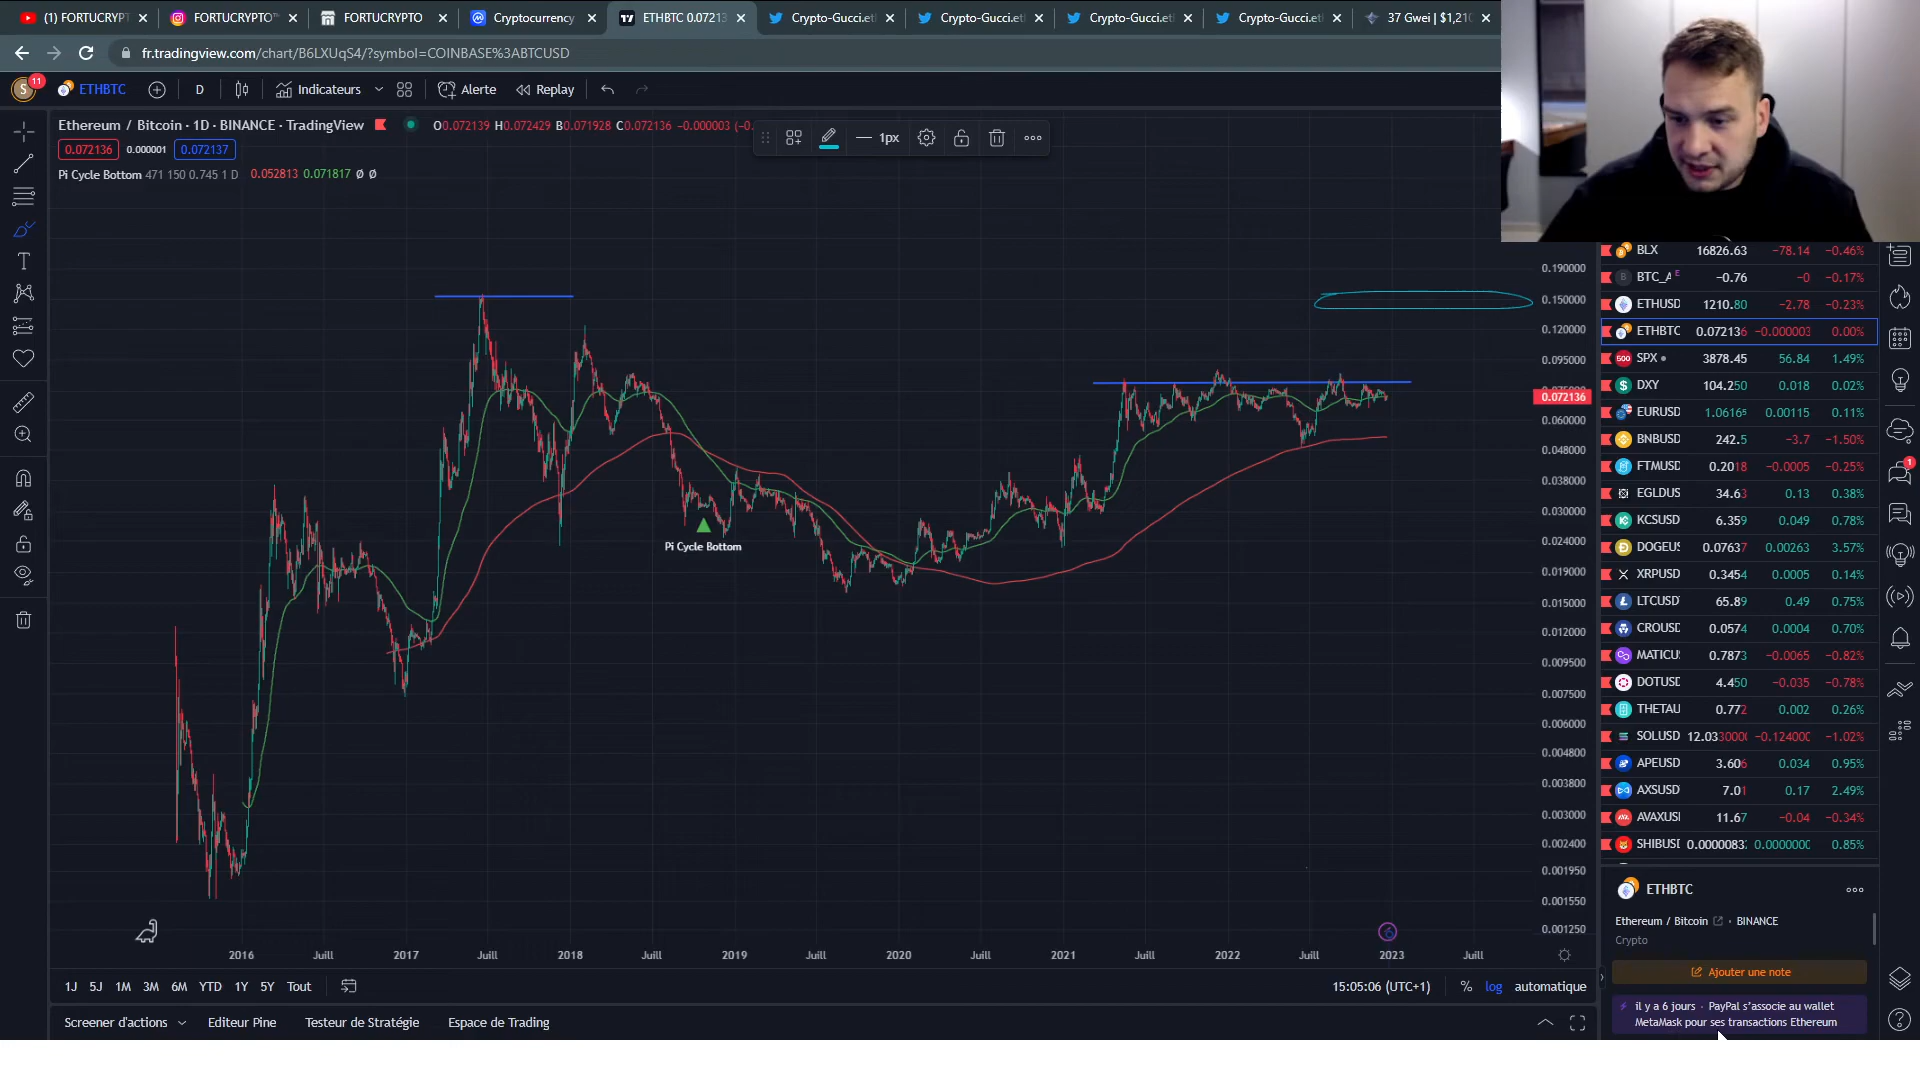 (1) FORTUCRYPT
FORTUCRYPTO™
FORTUCRYPTO
Cryptocurrency
ETHBTC 0.0721
Crypto-Gucci.et
Crypto-Gucci.et
Crypto-Gucci.et
Crypto-Gucci.et
37 Gwei | $1,21
fr.tradingview.com/chart/B6LXUqS4/?symbol=COINBASE%3ABTCUSD
S 11
ETHBTC
D
Indicateurs
Alerte
Replay
Ethereum / Bitcoin · 1D · BINANCE · TradingView
O0.072139 H0.072429 B0.071928 C0.072136 −0.000003 (−0.
1px
0.072136 0.000001 0.072137
Pi Cycle Bottom 471 150 0.745 1 D 0.052813 0.071817 Ø Ø
Pi Cycle Bottom
0.190000
0.150000
0.120000
0.095000
0.072136
0.060000
0.048000
0.038000
0.030000
0.024000
0.019000
0.015000
0.012000
0.009500
0.007500
0.006000
0.004800
0.003800
0.003000
0.002400
0.001950
0.001550
0.001250
2016 Juill 2017 Juill 2018 Juill 2019 Juill 2020 Juill 2021 Juill 2022 Juill 2023 Juill
1J 5J 1M 3M 6M YTD 1Y 5Y Tout
15:05:06 (UTC+1) % log automatique
Screener d'actions Editeur Pine Testeur de Stratégie Espace de Trading
BLX 16826.63 −78.14 −0.46%
BTC_A E −0.76 −0 −0.17%
ETHUSD 1210.80 −2.78 −0.23%
ETHBTC 0.072136 −0.000003 0.00%
500 SPX 3878.45 56.84 1.49%
DXY 104.250 0.018 0.02%
EURUSD 1.06165 0.00115 0.11%
BNBUSD 242.5 −3.7 −1.50%
FTMUSD 0.2018 −0.0005 −0.25%
EGLDUS 34.63 0.13 0.38%
KCSUSD 6.359 0.049 0.78%
DOGEUS 0.07637 0.00263 3.57%
XRPUSD 0.3454 0.0005 0.14%
LTCUSD 65.89 0.49 0.75%
CROUSD 0.0574 0.0004 0.70%
MATICU 0.7873 −0.0065 −0.82%
DOTUSD 4.450 −0.035 −0.78%
THETAU 0.772 0.002 0.26%
SOLUSD 12.0330000 −0.124000 −1.02%
APEUSD 3.606 0.034 0.95%
AXSUSD 7.01 0.17 2.49%
AVAXUS 11.67 −0.04 −0.34%
SHIBUS 0.0000083 0.0000000 0.85%
1
ETHBTC
Ethereum / Bitcoin · BINANCE
Crypto
Ajouter une note
il y a 6 jours · PayPal s'associe au wallet
MetaMask pour ses transactions Ethereum